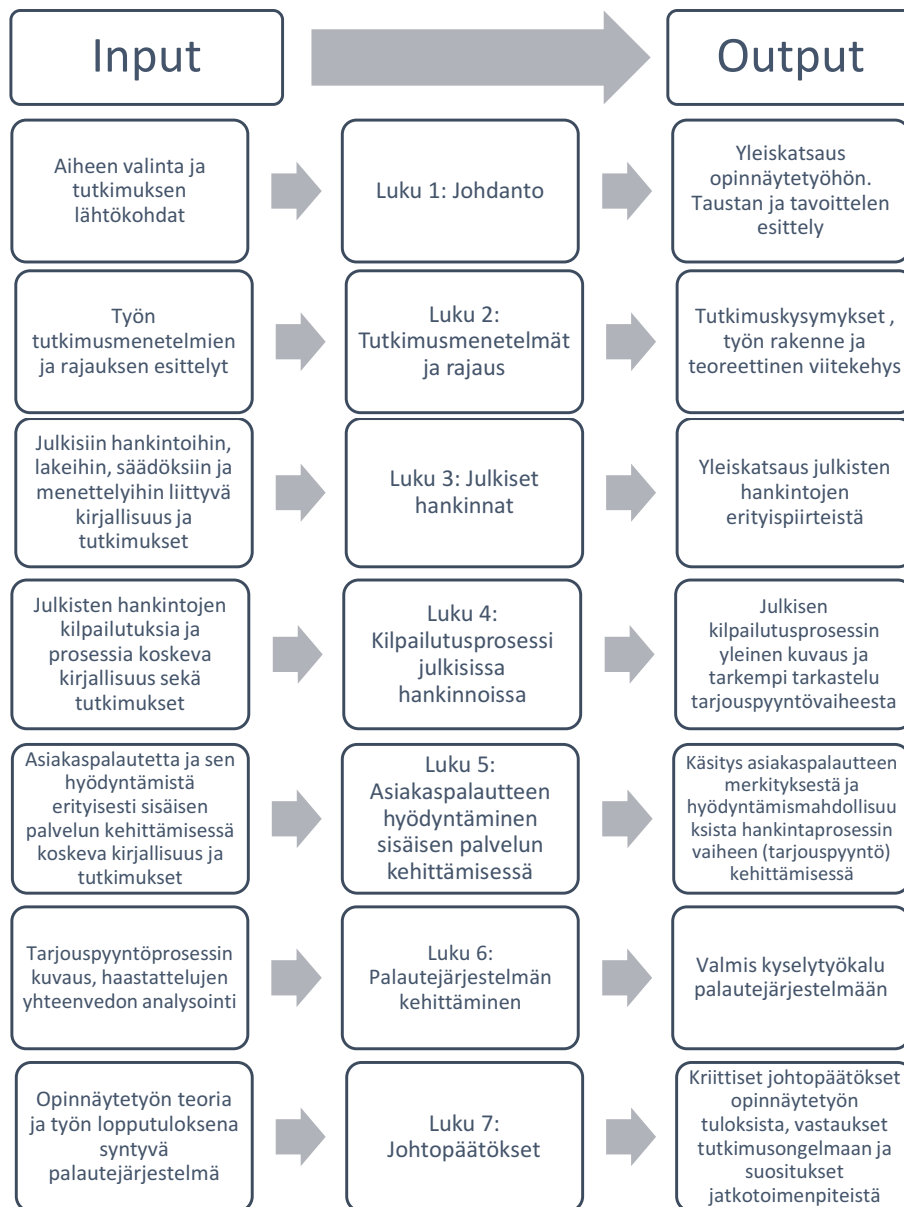 Input
Output
Aiheen valinta ja
tutkimuksen
lähtökohdat
Luku 1: Johdanto
Yleiskatsaus
opinnäytetyöhön.
Taustan ja tavoittelen
esittely
Työn
tutkimusmenetelmien
ja rajauksen esittelyt
Luku 2:
Tutkimusmenetelmät
ja rajaus
Tutkimuskysymykset ,
työn rakenne ja
teoreettinen viitekehys
Julkisiin hankintoihin,
lakeihin, säädöksiin ja
menettelyihin liittyvä
kirjallisuus ja
tutkimukset
Luku 3: Julkiset
hankinnat
Yleiskatsaus julkisten
hankintojen
erityispiirteistä
Julkisten hankintojen
kilpailutuksia ja
prosessia koskeva
kirjallisuus sekä
tutkimukset
Luku 4:
Kilpailutusprosessi
julkisissa
hankinnoissa
Julkisen
kilpailutusprosessin
yleinen kuvaus ja
tarkempi tarkastelu
tarjouspyyntövaiheesta
Asiakaspalautetta ja sen
hyödyntämistä
erityisesti sisäisen
palvelun kehittämisessä
koskeva kirjallisuus ja
tutkimukset
Luku 5:
Asiakaspalautteen
hyödyntäminen
sisäisen palvelun
kehittämisessä
Käsitys asiakaspalautteen
merkityksestä ja
hyödyntämismahdollisuu
ksista hankintaprosessin
vaiheen (tarjouspyyntö)
kehittämisessä
Tarjouspyyntöprosessin
kuvaus, haastattelujen
yhteenvedon analysointi
Luku 6:
Palautejärjestelmän
kehittäminen
Valmis kyselytyökalu
palautejärjestelmään
Opinnäytetyön teoria
ja työn lopputuloksena
syntyvä
palautejärjestelmä
Luku 7:
Johtopäätökset
Kriittiset johtopäätökset
opinnäytetyön
tuloksista, vastaukset
tutkimusongelmaan ja
suositukset
jatkotoimenpiteistä